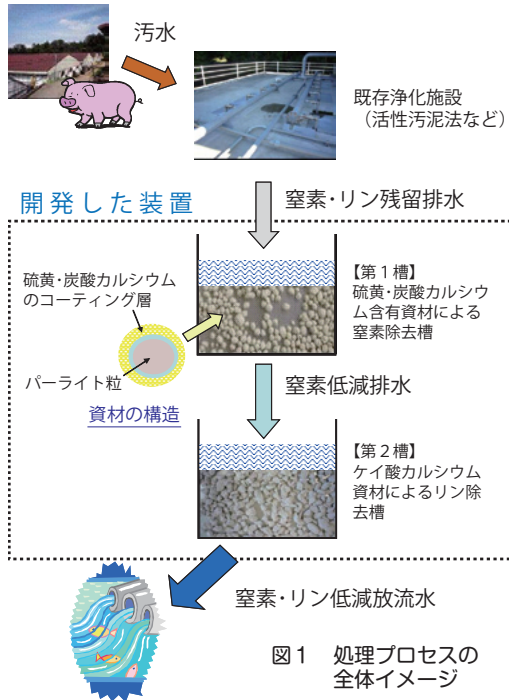 汚水
既存浄化施設
（活性汚泥法など）
開発した装置
窒素・リン残留排水
硫黄・炭酸カルシウム
のコーティング層
パーライト粒
資材の構造
【第１槽】
硫黄・炭酸カルシウ
ム含有資材による
窒素除去槽
窒素低減排水
【第２槽】
ケイ酸カルシウム
資材によるリン除
去槽
窒素・リン低減放流水
図１　処理プロセスの
全体イメージ